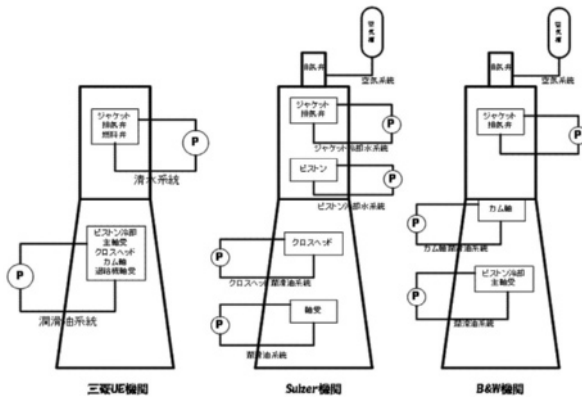 ジャケット
排気弁
燃料弁
P
清水系統
ピストン冷却
主軸受
クロスヘッド
カム軸
過給機軸受
P
潤滑油系統
三菱UE機関
空気槽
排気弁
空気系統
ジャケット
排気弁
P
ジャケット冷却水系統
ピストン
P
ピストン冷却水系統
クロスヘッド
P
クロスヘッド潤滑油系統
軸受
P
潤滑油系統
Sulzer機関
空気槽
排気弁
空気系統
ジャケット
排気弁
P
カム軸
P
カム軸潤滑油系統
ピストン冷却
主軸受
P
潤滑油系統
B&W機関